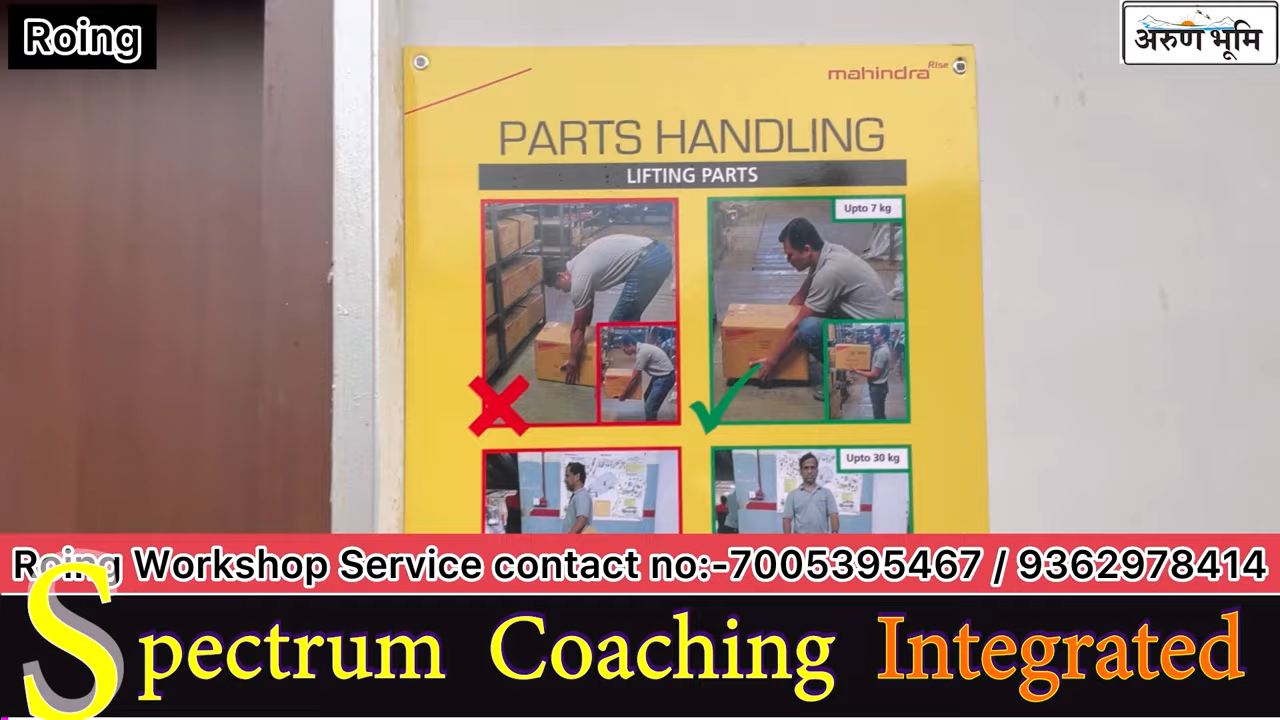 Roing
अरुण भूमि
mahindra Rise
PARTS HANDLING
LIFTING PARTS
Upto 7 kg
Upto 30 kg
Roing Workshop Service contact no:-7005395467 / 9362978414
Spectrum Coaching Integrated